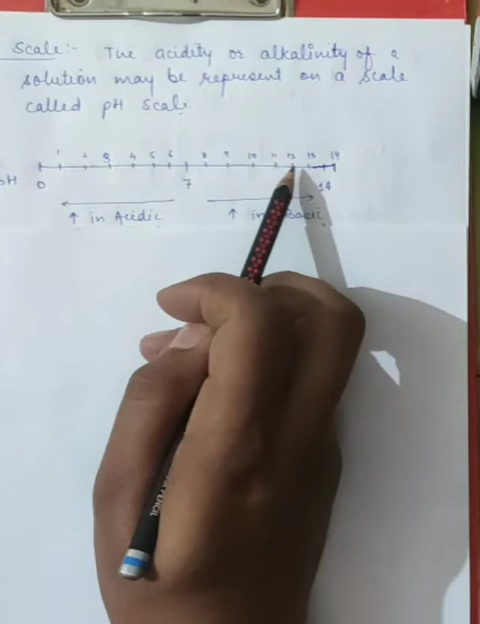 Scale:- The acidity or alkalinity of a
solution may be represent on a scale
called pH Scale.
1 2 3 4 5 6 8 9 10 11 12 13 14
pH 0 7 14
↑ in Acidic ↑ in Basic
PENCIL